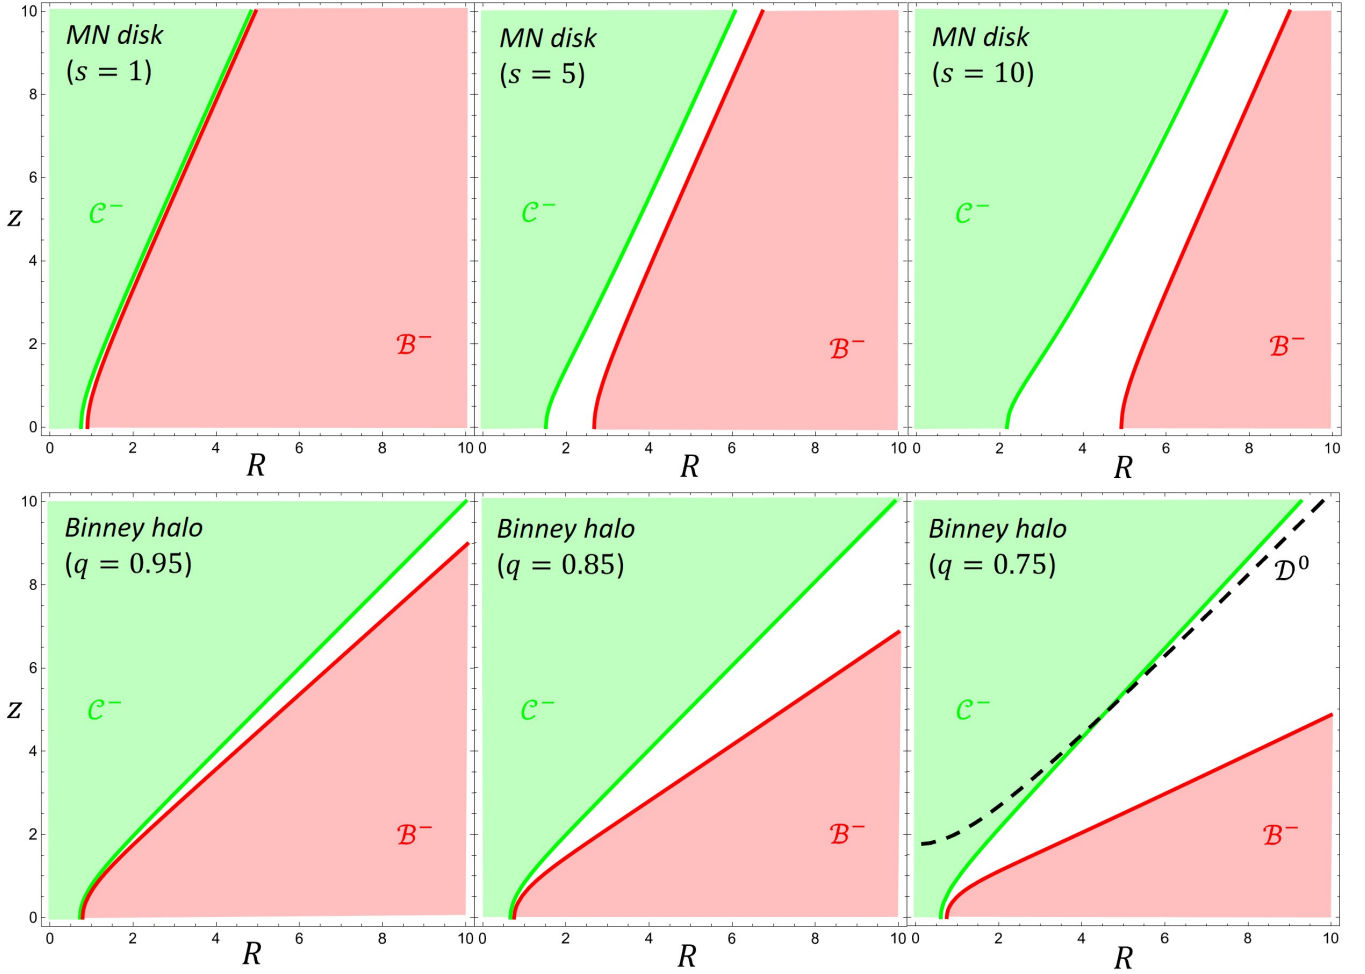 MN disk
(s = 1)
MN disk
(s = 5)
MN disk
(s = 10)
10
8
6
4
2
0
z
𝒞⁻
ℬ⁻
𝒞⁻
ℬ⁻
𝒞⁻
ℬ⁻
0 2 4 6 8 10
0 2 4 6 8 10
0 2 4 6 8 10
R
R
R
Binney halo
(q = 0.95)
Binney halo
(q = 0.85)
Binney halo
(q = 0.75)
𝒟⁰
10
8
6
4
2
0
z
𝒞⁻
ℬ⁻
𝒞⁻
ℬ⁻
𝒞⁻
ℬ⁻
0 2 4 6 8 10
0 2 4 6 8 10
0 2 4 6 8 10
R
R
R